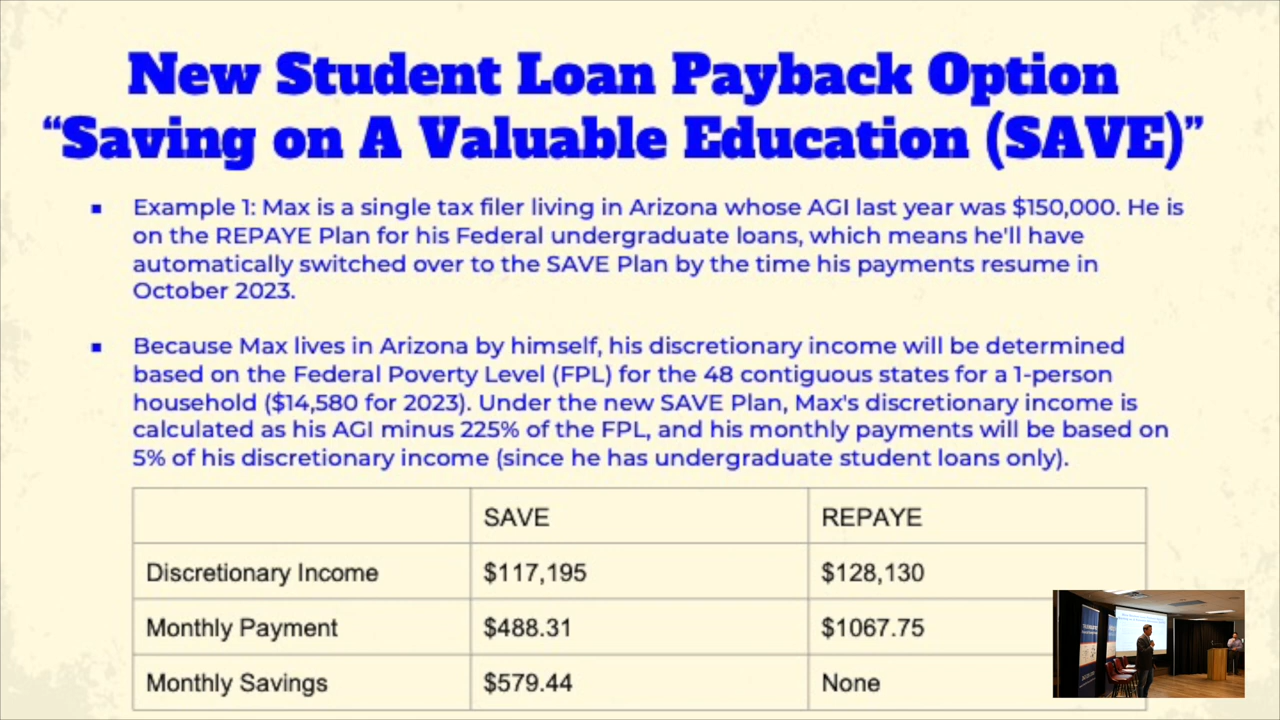 New Student Loan Payback Option
“Saving on A Valuable Education (SAVE)”
▪ Example 1: Max is a single tax filer living in Arizona whose AGI last year was $150,000. He is
on the REPAYE Plan for his Federal undergraduate loans, which means he'll have
automatically switched over to the SAVE Plan by the time his payments resume in
October 2023.
▪ Because Max lives in Arizona by himself, his discretionary income will be determined
based on the Federal Poverty Level (FPL) for the 48 contiguous states for a 1-person
household ($14,580 for 2023). Under the new SAVE Plan, Max's discretionary income is
calculated as his AGI minus 225% of the FPL, and his monthly payments will be based on
5% of his discretionary income (since he has undergraduate student loans only).
SAVE REPAYE
Discretionary Income $117,195 $128,130
Monthly Payment $488.31 $1067.75
Monthly Savings $579.44 None